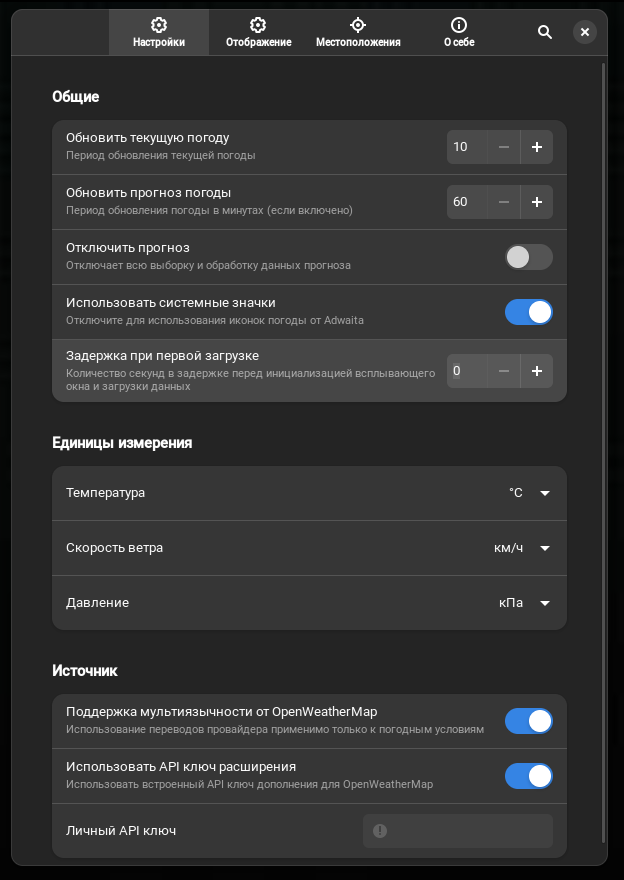 Настройки
Отображение
Местоположения
О себе
Общие
Обновить текущую погоду
Период обновления текущей погоды
10
Обновить прогноз погоды
Период обновления погоды в минутах (если включено)
60
Отключить прогноз
Отключает всю выборку и обработку данных прогноза
Использовать системные значки
Отключите для использования иконок погоды от Adwaita
Задержка при первой загрузке
Количество секунд в задержке перед инициализацией всплывающего
окна и загрузки данных
0
Единицы измерения
Температура
°C
Скорость ветра
км/ч
Давление
кПа
Источник
Поддержка мультиязычности от OpenWeatherMap
Использование переводов провайдера применимо только к погодным условиям
Использовать API ключ расширения
Использовать встроенный API ключ дополнения для OpenWeatherMap
Личный API ключ